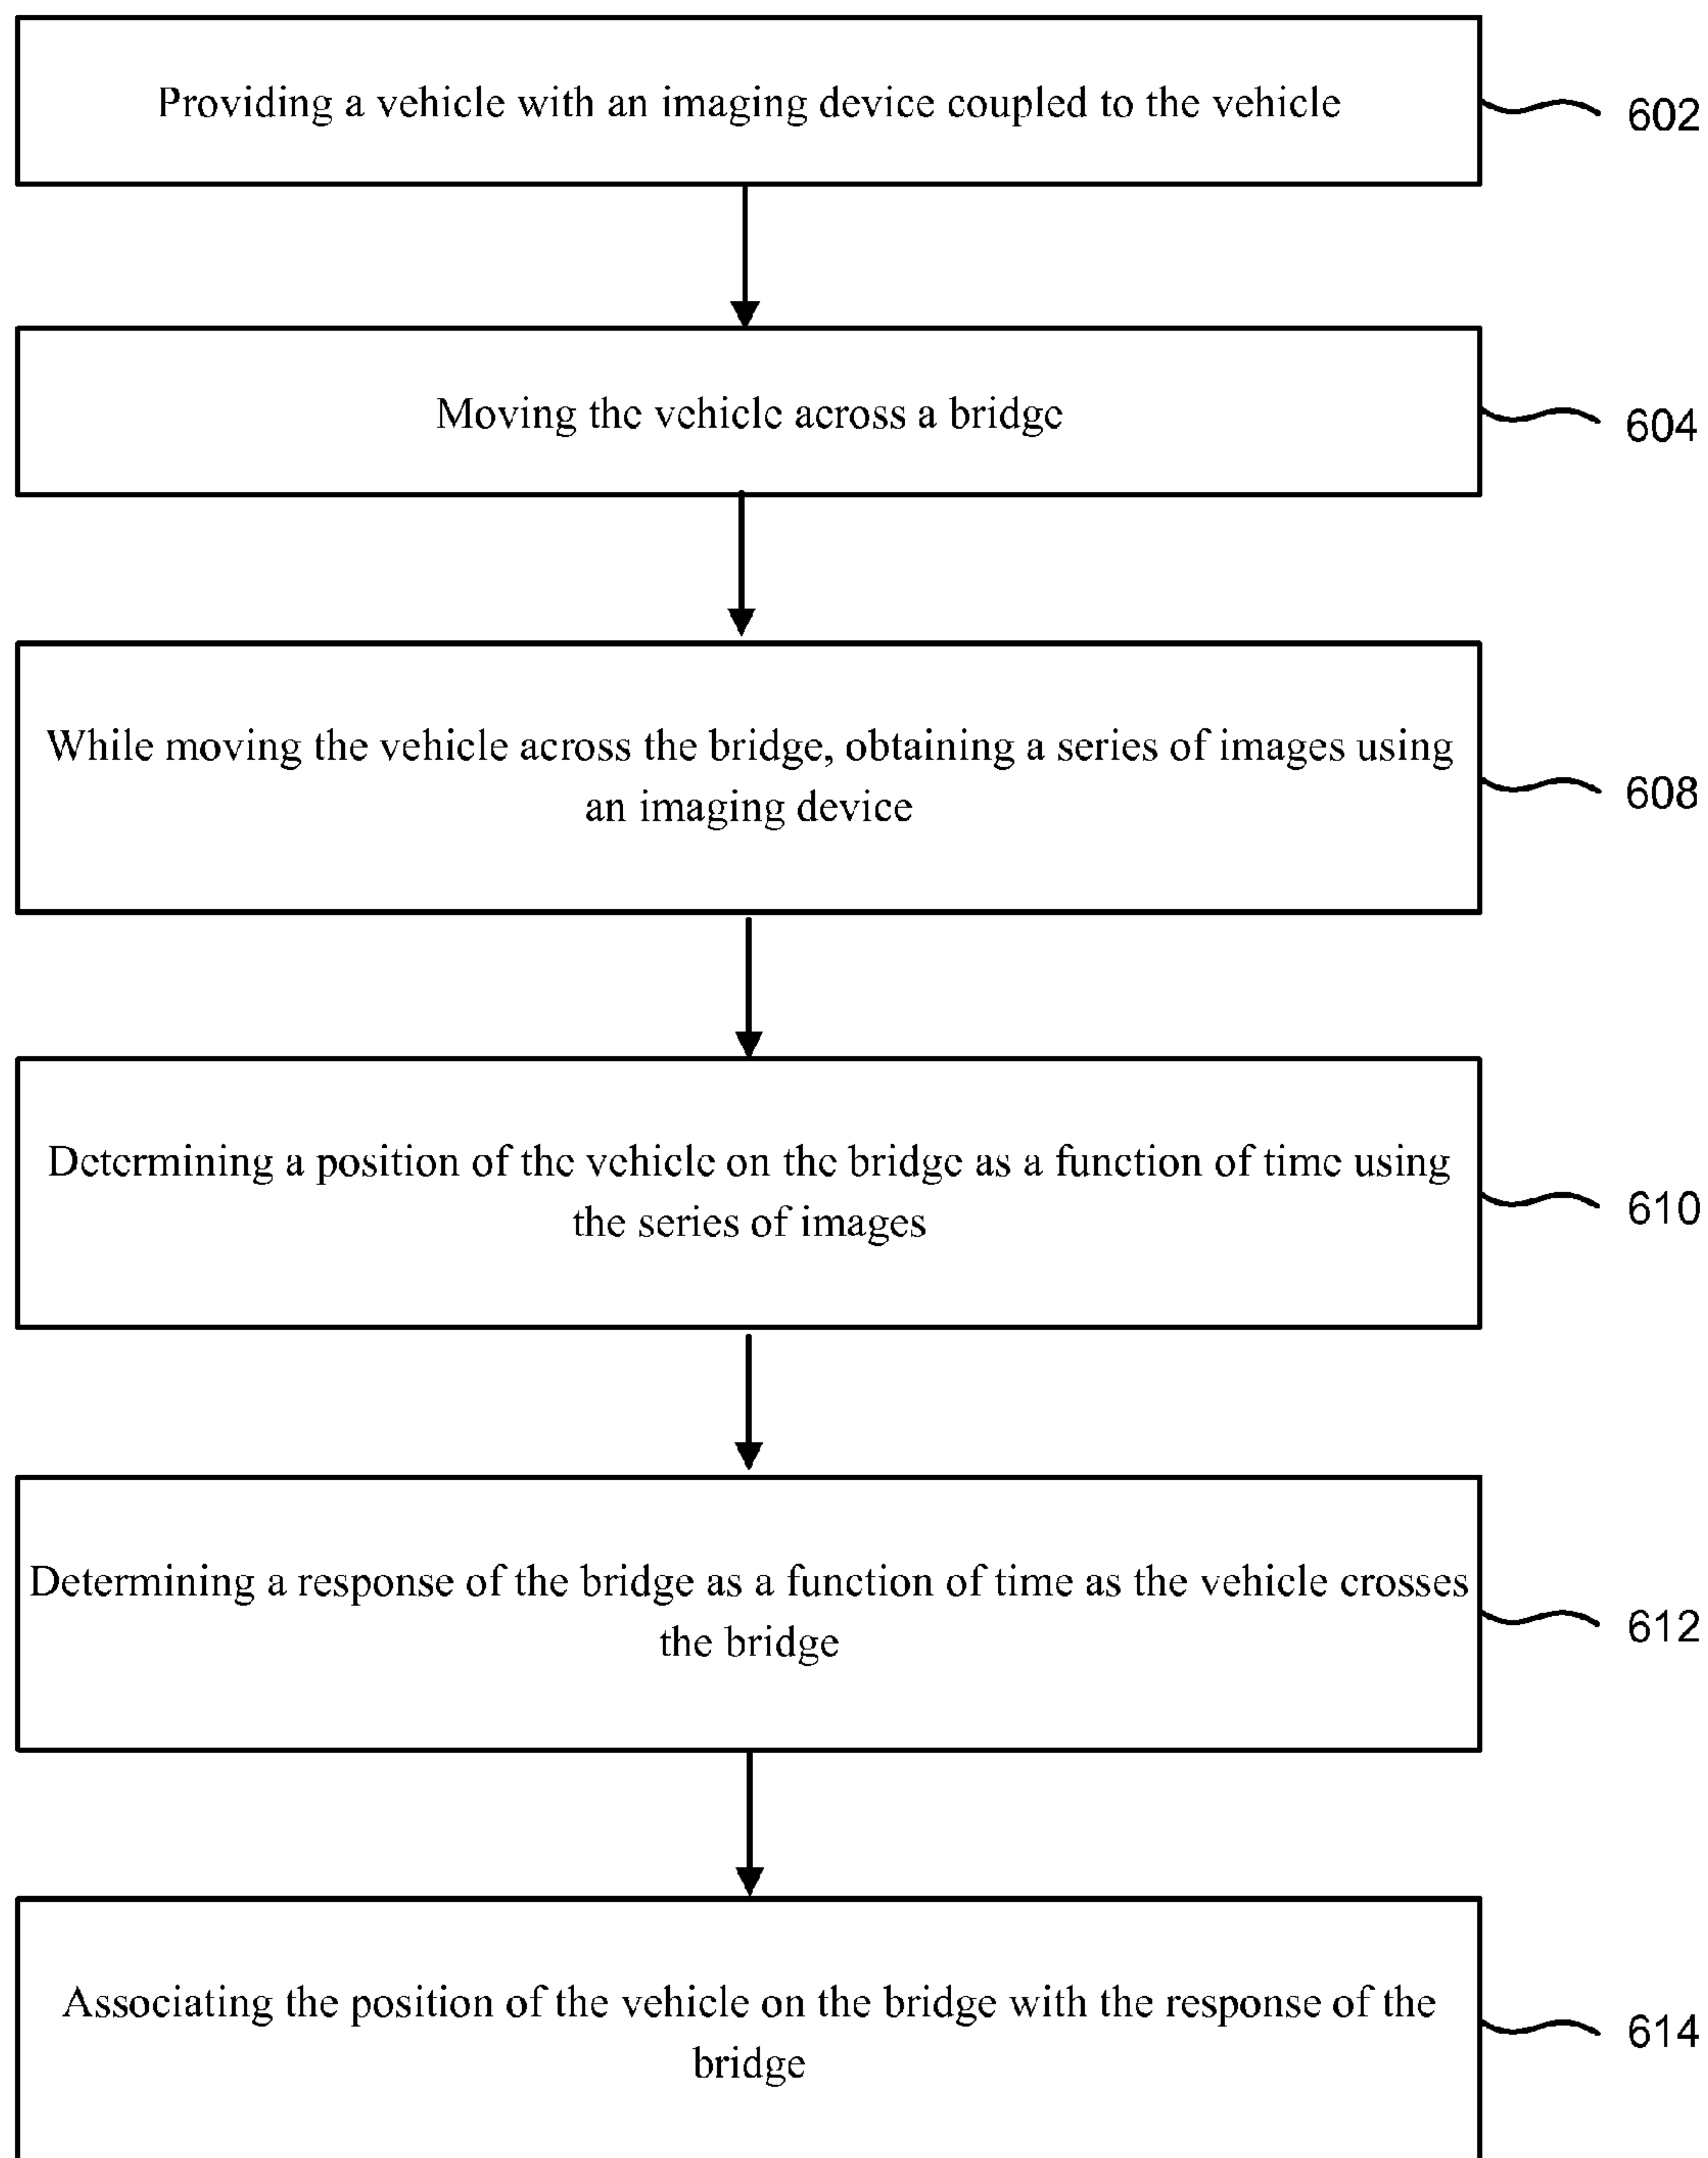 Providing a vehicle with an imaging device coupled to the vehicle
602
Moving the vehicle across a bridge
604
While moving the vehicle across the bridge, obtaining a series of images using
an imaging device
608
Determining a position of the vehicle on the bridge as a function of time using
the series of images
610
Determining a response of the bridge as a function of time as the vehicle crosses
the bridge
612
Associating the position of the vehicle on the bridge with the response of the
bridge
614